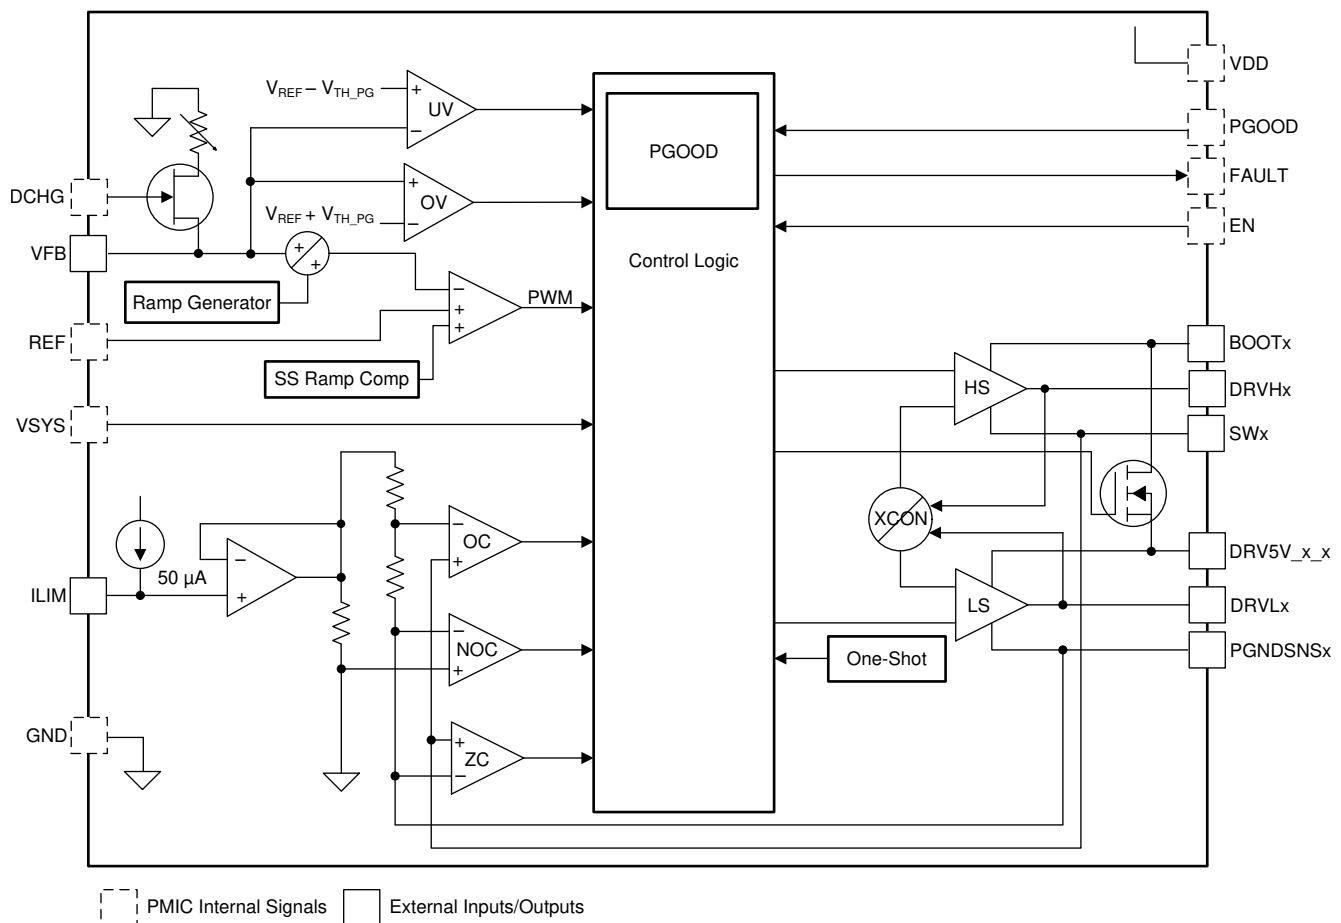 VDD
V_REF – V_TH_PG
+
UV
−
PGOOD
PGOOD
FAULT
DCHG
+
OV
V_REF + V_TH_PG
−
EN
VFB
+
+
Control Logic
Ramp Generator
−
+
+
PWM
REF
BOOTx
SS Ramp Comp
HS
DRVHx
VSYS
SWx
XCON
−
OC
+
DRV5V_x_x
−
+
50 µA
ILIM
LS
DRVLx
−
NOC
+
One-Shot
PGNDSNSx
GND
+
ZC
−
PMIC Internal Signals
External Inputs/Outputs